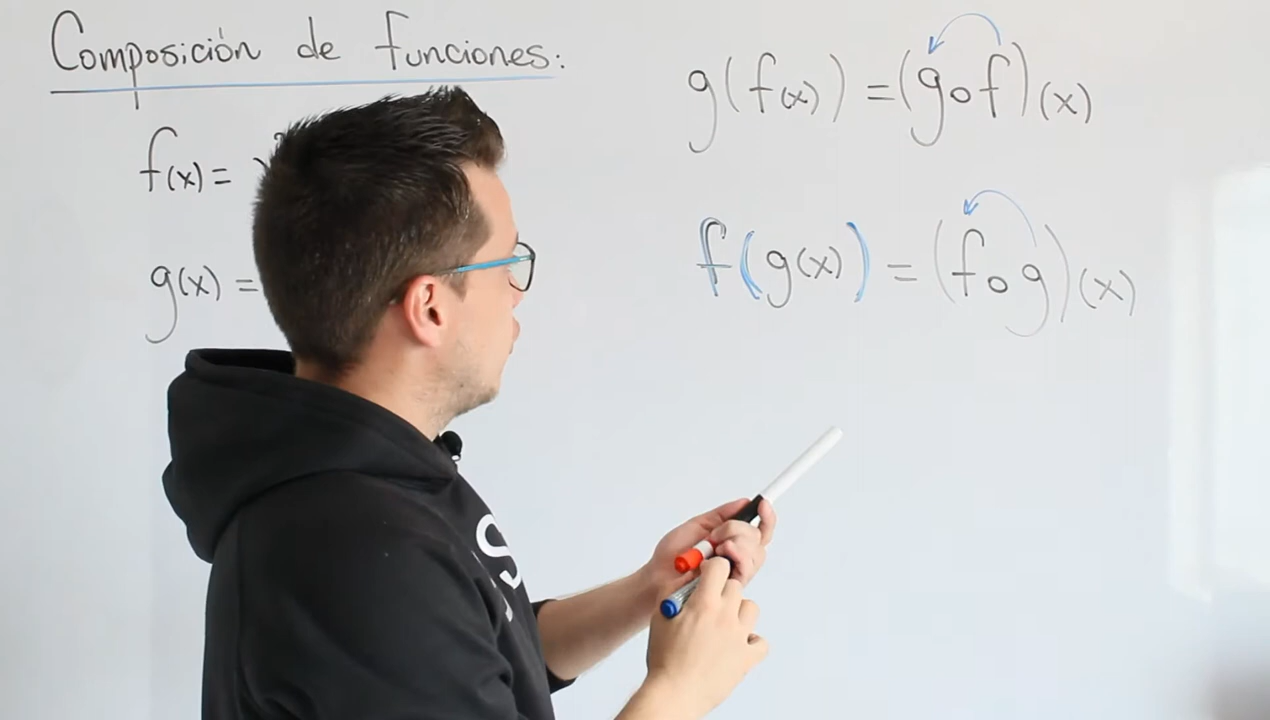 Composición de funciones:
f(x) =
g(x) =
g(f(x)) = (g∘f)(x)
f(g(x)) = (f∘g)(x)